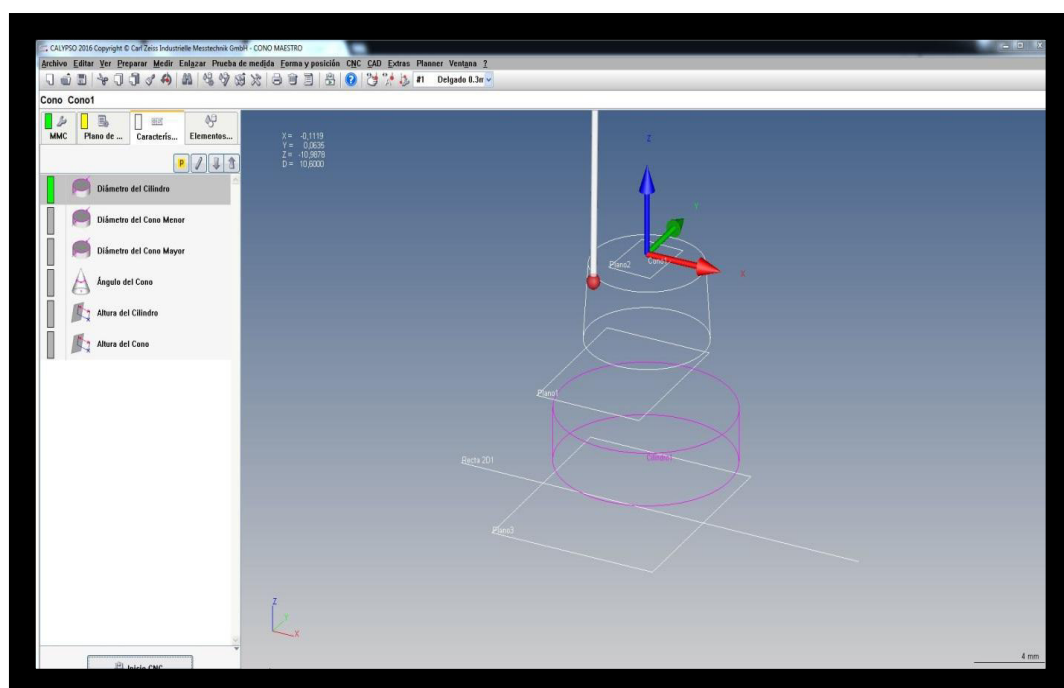 CALYPSO 2016 Copyright © Carl Zeiss Industrielle Messtechnik GmbH - CONO MAESTRO
Archivo Editar Ver Preparar Medir Enlazar Prueba de medida Forma y posición CNC CAD Extras Planner Ventana ?
#1 Delgado 0.3m
Cono Cono1
MMC Plano de ... Caracterís... Elementos...
P
Diámetro del Cilindro
Diámetro del Cono Menor
Diámetro del Cono Mayor
Ángulo del Cono
Altura del Cilindro
Altura del Cono
Inicio CNC
X = -0,1119
Y = 0,0635
Z = -10,9878
D = 10,6000
Z
Y
X
Plano2
Cono1
Plano1
Cilindro1
Recta 2D1
Plano3
Z
Y
X
4 mm